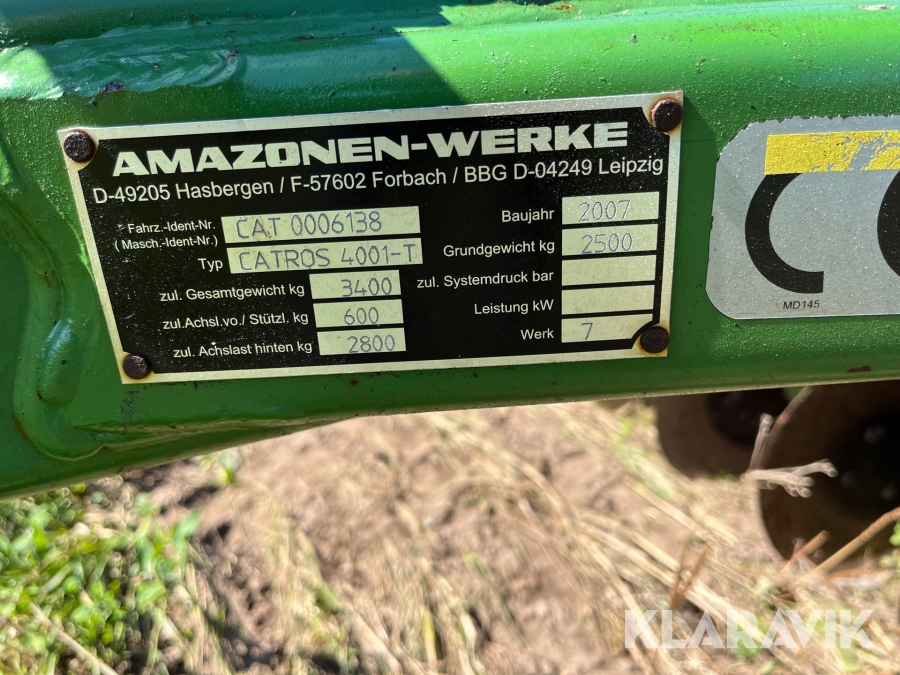 AMAZONEN-WERKE
D-49205 Hasbergen / F-57602 Forbach / BBG D-04249 Leipzig
Fahrz.-Ident-Nr.
(Masch.-Ident-Nr.) CAT 0006138
Typ CATROS 4001-T
zul. Gesamtgewicht kg 3400
zul.Achsl.vo./ Stützl. kg 600
zul. Achslast hinten kg 2800
Baujahr 2007
Grundgewicht kg 2500
zul. Systemdruck bar
Leistung kW
Werk 7
CE
MD145
KLARAVIK